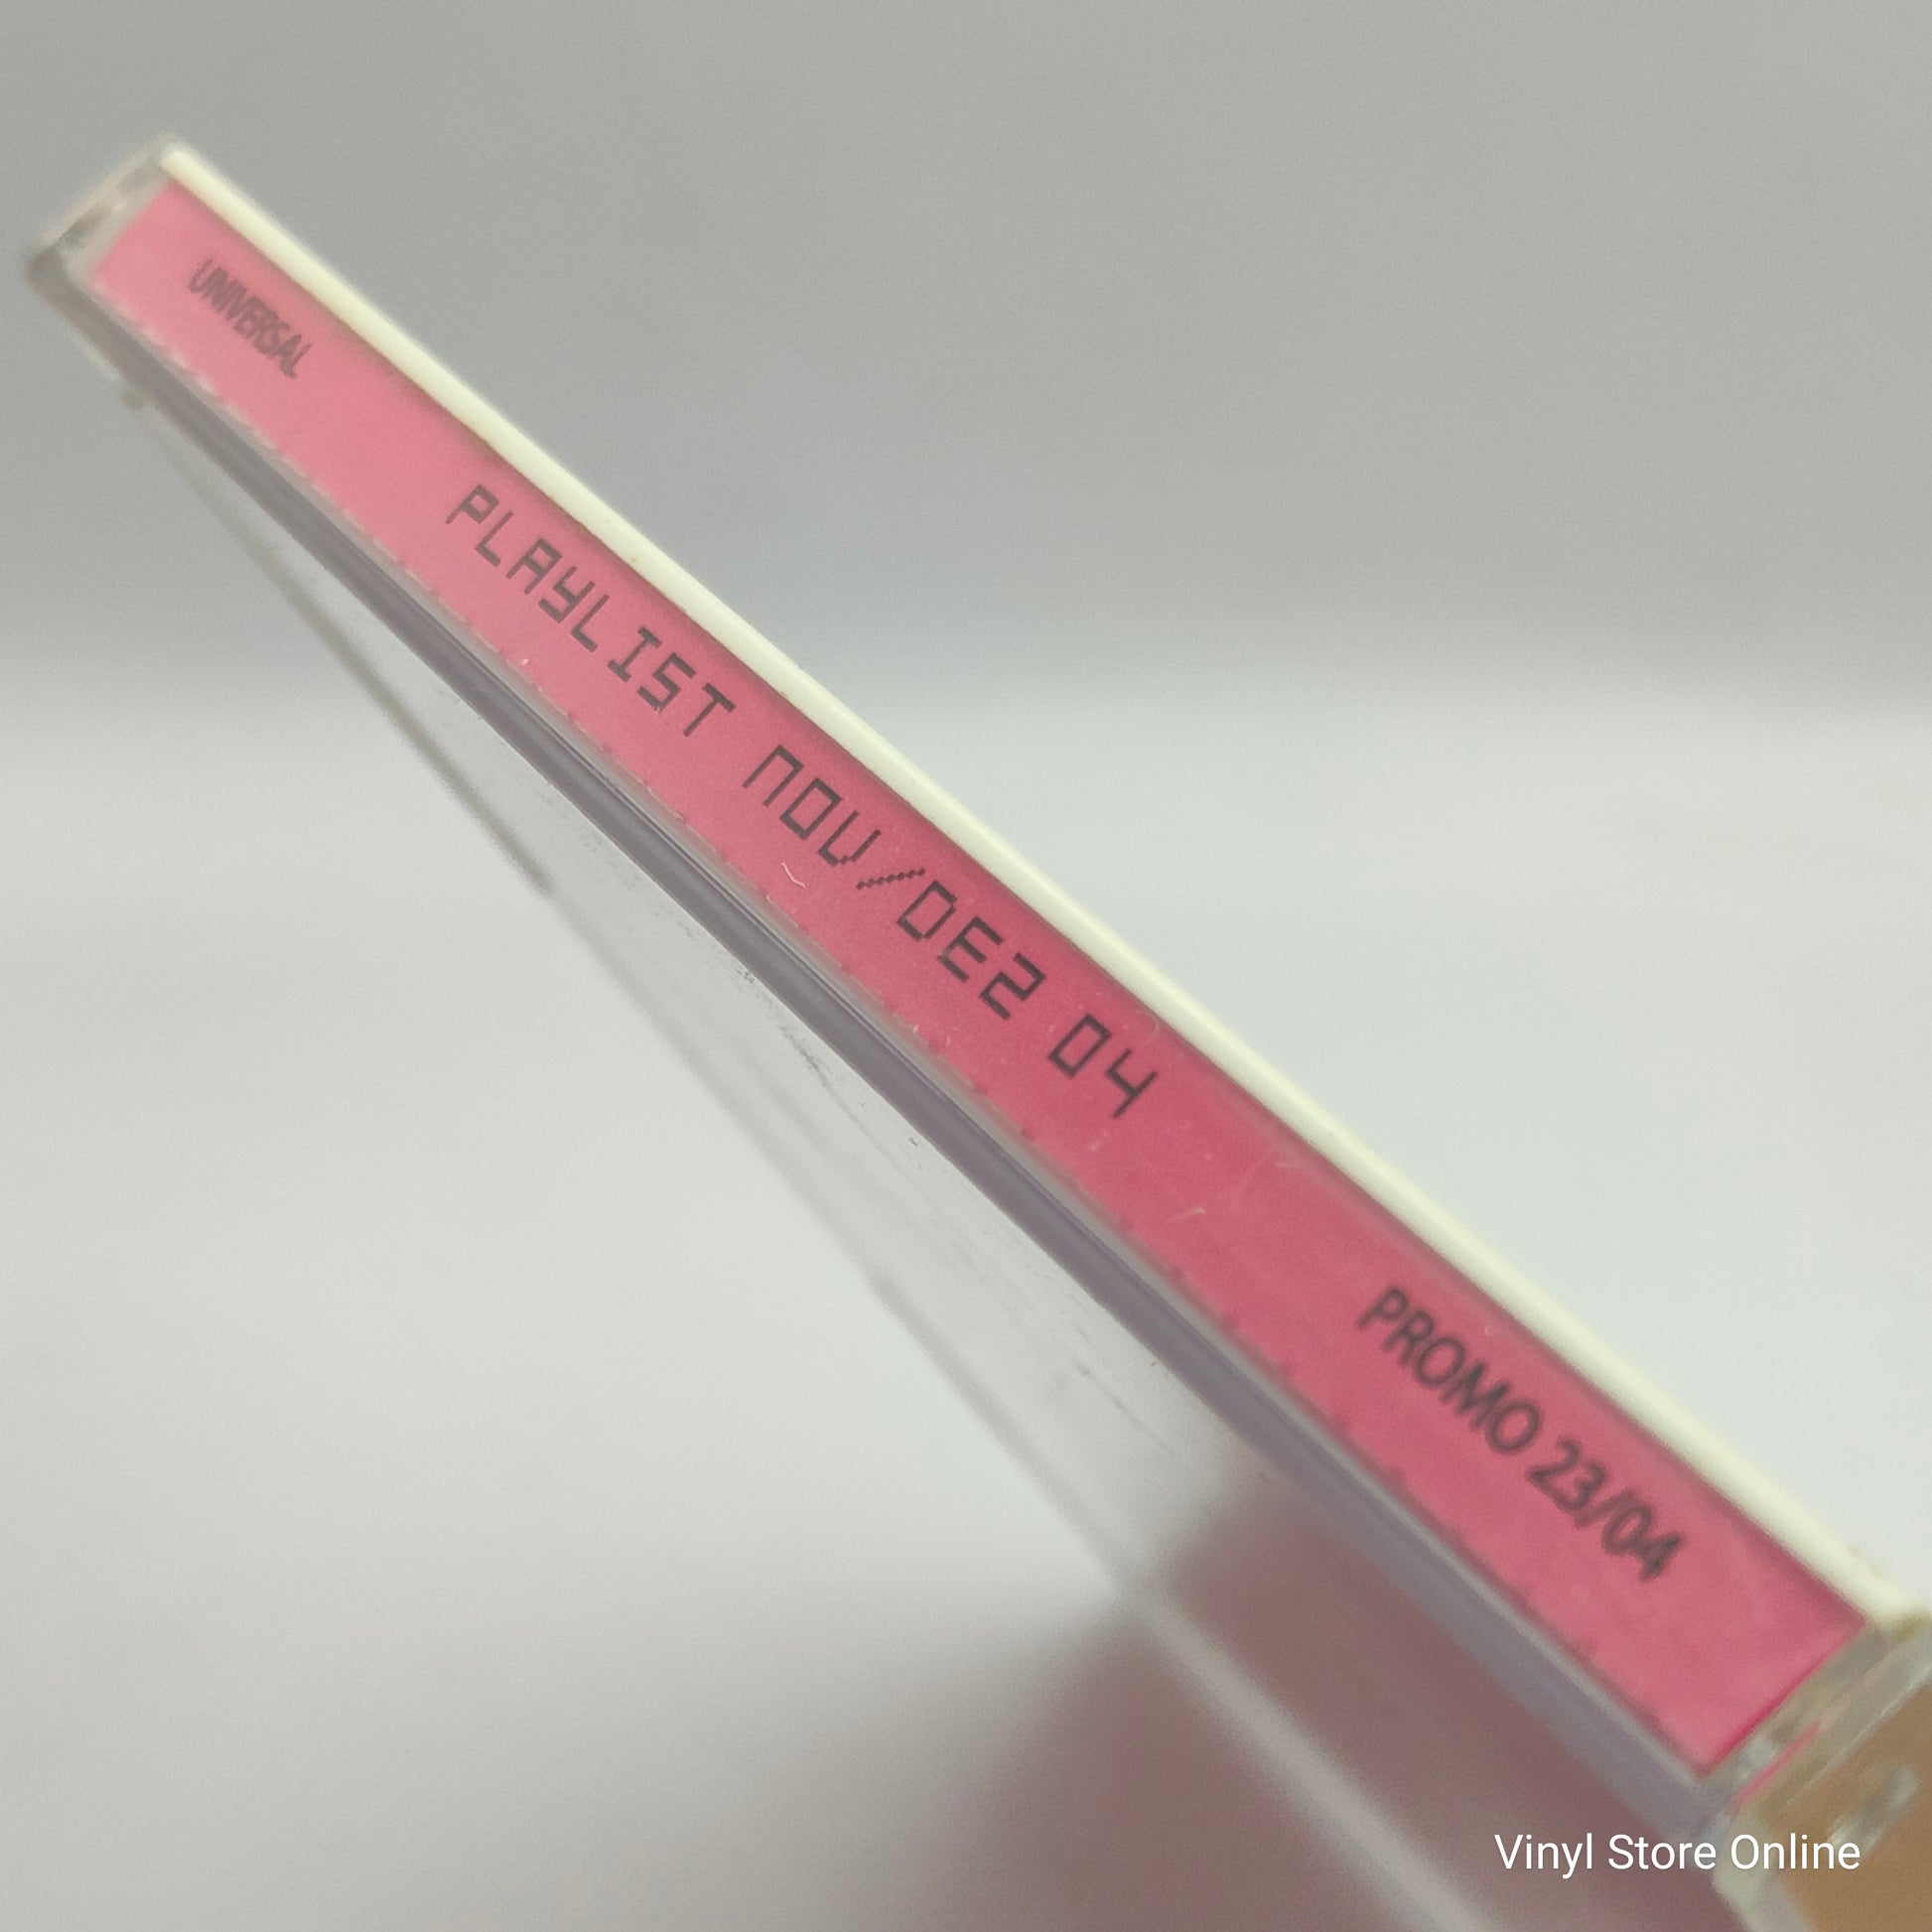 UNIVERSAL
PLAYLIST NOV/DEZ 04
PROMO 23/04
Vinyl Store Online